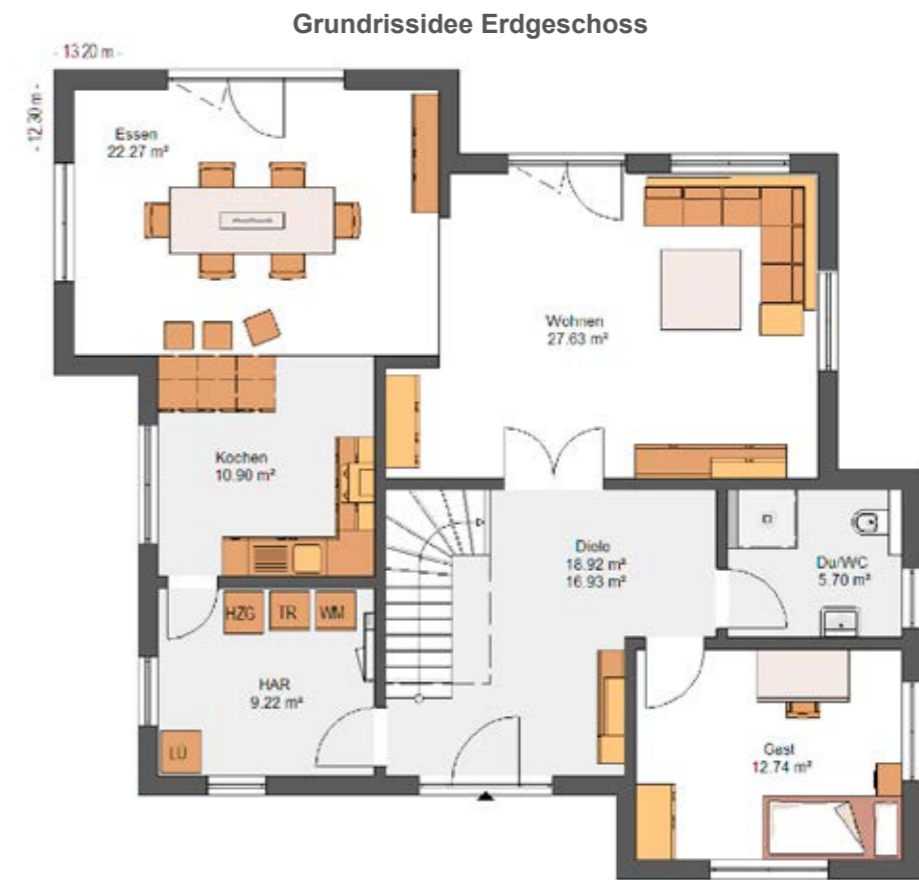 Grundrissidee Erdgeschoss
- 13.20 m -
- 12.30 m -
Essen
22.27 m²
Wohnen
27.63 m²
Kochen
10.90 m²
Diele
18.92 m²
16.93 m²
Du/WC
5.70 m²
HZG
TR
WM
HAR
9.22 m²
LÜ
Gast
12.74 m²